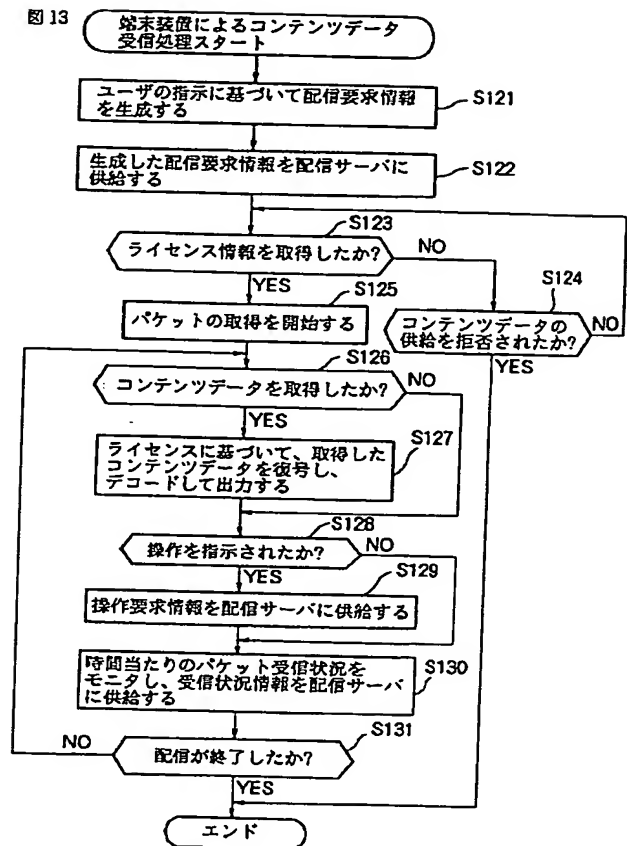 図 13
端末装置によるコンテンツデータ
受信処理スタート
ユーザの指示に基づいて配信要求情報
を生成する
S121
生成した配信要求情報を配信サーバに
供給する
S122
S123
ライセンス情報を取得したか?
NO
YES
S124
コンテンツデータの
供給を拒否されたか?
NO
YES
S125
パケットの取得を開始する
S126
コンテンツデータを取得したか?
NO
YES
S127
ライセンスに基づいて、取得した
コンテンツデータを復号し、
デコードして出力する
S128
操作を指示されたか?
NO
YES
S129
操作要求情報を配信サーバに供給する
時間当たりのパケット受信状況を
モニタし、受信状況情報を配信サーバ
に供給する
S130
S131
NO
配信が終了したか?
YES
エンド